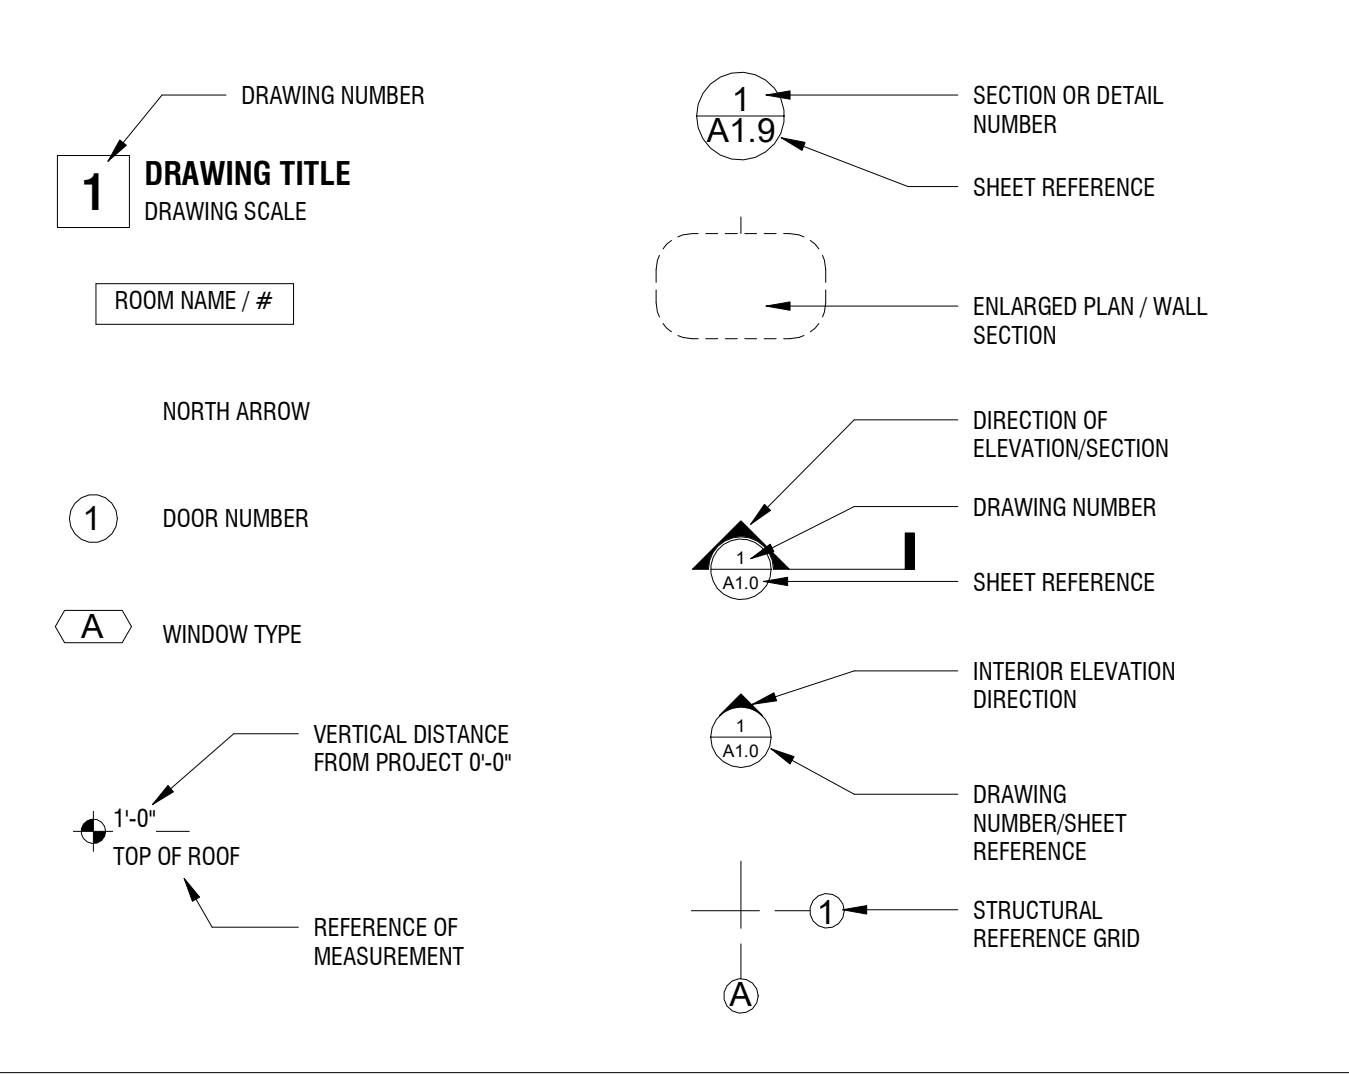 DRAWING NUMBER
1
DRAWING TITLE
DRAWING SCALE
ROOM NAME / #
NORTH ARROW
1
DOOR NUMBER
A
WINDOW TYPE
VERTICAL DISTANCE
FROM PROJECT 0'-0"
1'-0"
TOP OF ROOF
REFERENCE OF
MEASUREMENT
1
A1.9
SECTION OR DETAIL
NUMBER
SHEET REFERENCE
ENLARGED PLAN / WALL
SECTION
DIRECTION OF
ELEVATION/SECTION
DRAWING NUMBER
1
A1.0
SHEET REFERENCE
INTERIOR ELEVATION
DIRECTION
1
A1.0
DRAWING
NUMBER/SHEET
REFERENCE
1
STRUCTURAL
REFERENCE GRID
A